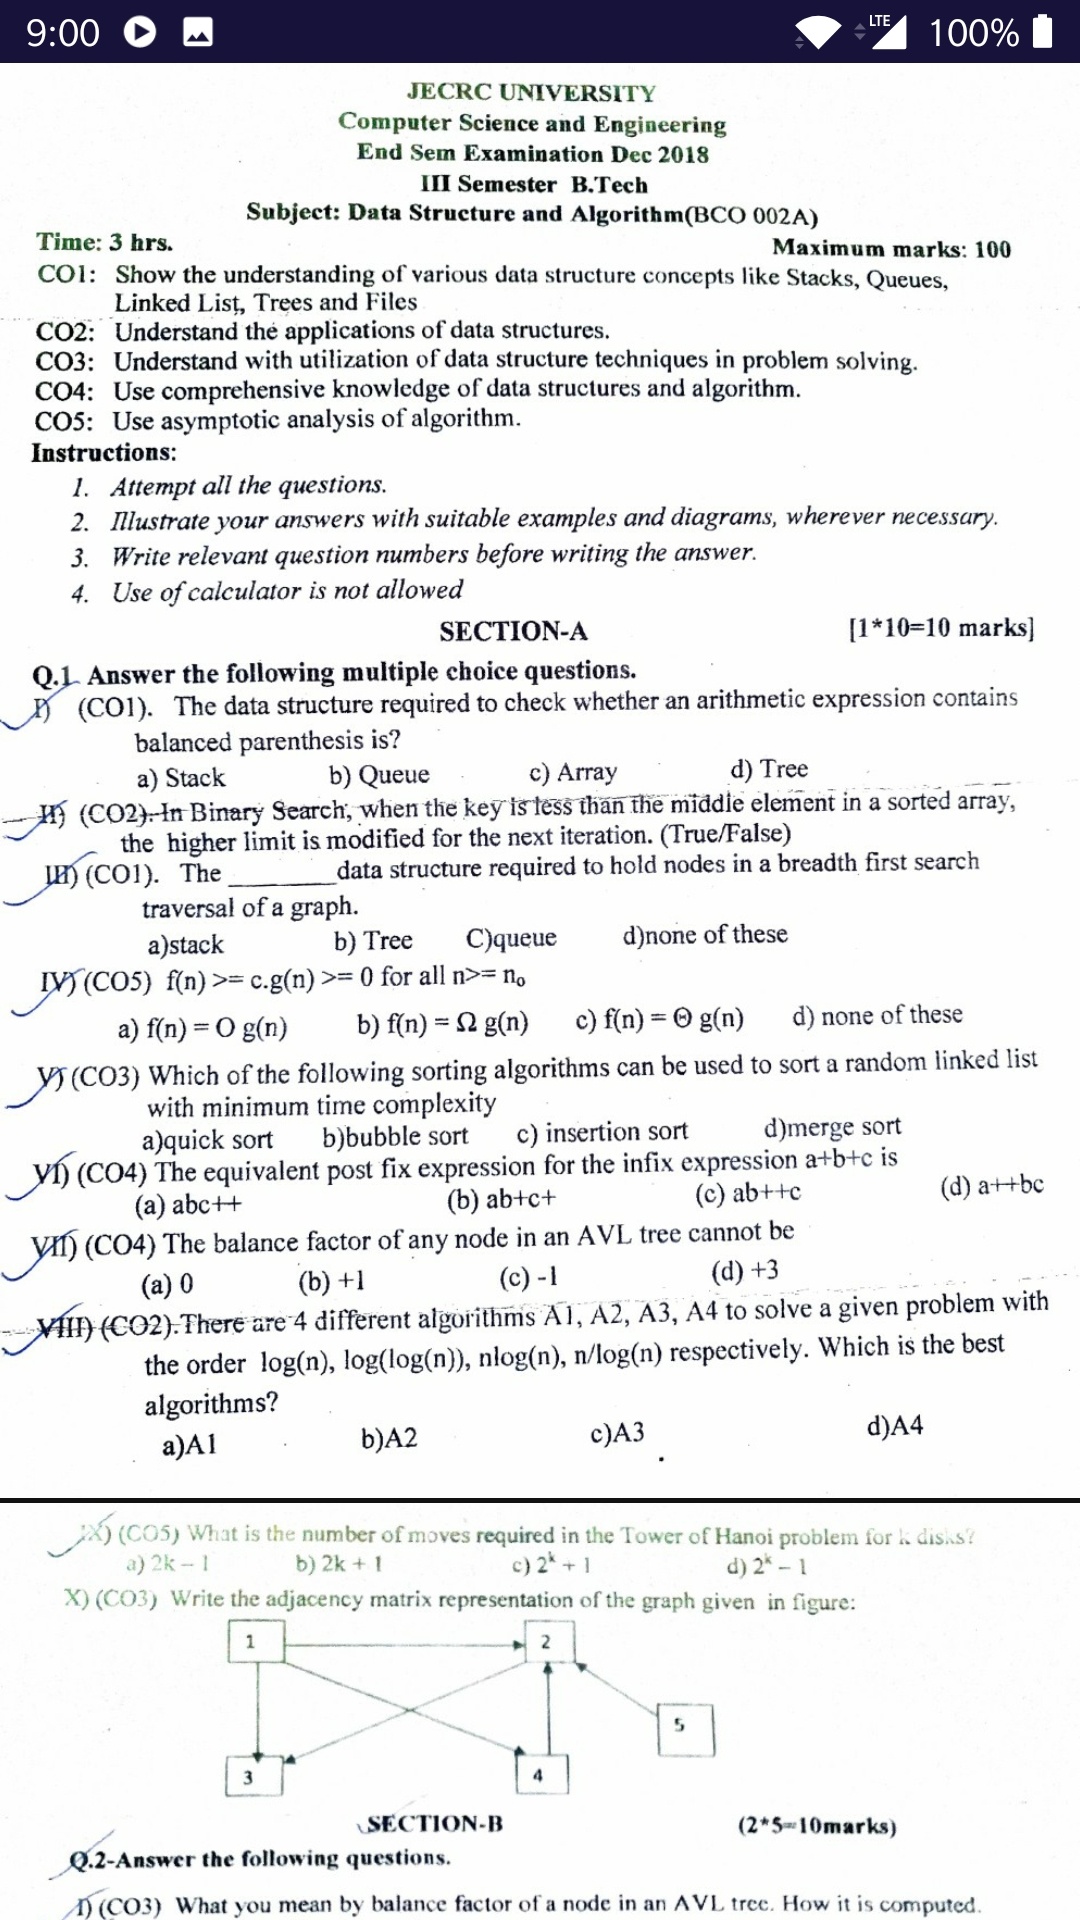 9:00
LTE
100%
JECRC UNIVERSITY
Computer Science and Engineering
End Sem Examination Dec 2018
III Semester B.Tech
Subject: Data Structure and Algorithm(BCO 002A)
Time: 3 hrs. Maximum marks: 100
CO1: Show the understanding of various data structure concepts like Stacks, Queues,
Linked List, Trees and Files
CO2: Understand the applications of data structures.
CO3: Understand with utilization of data structure techniques in problem solving.
CO4: Use comprehensive knowledge of data structures and algorithm.
CO5: Use asymptotic analysis of algorithm.
Instructions:
1. Attempt all the questions.
2. Illustrate your answers with suitable examples and diagrams, wherever necessary.
3. Write relevant question numbers before writing the answer.
4. Use of calculator is not allowed
SECTION-A [1*10=10 marks]
Q.1 Answer the following multiple choice questions.
I) (CO1). The data structure required to check whether an arithmetic expression contains
balanced parenthesis is?
a) Stack b) Queue c) Array d) Tree
II) (CO2). In Binary Search, when the key is less than the middle element in a sorted array,
the higher limit is modified for the next iteration. (True/False)
III) (CO1). The ________ data structure required to hold nodes in a breadth first search
traversal of a graph.
a)stack b) Tree C)queue d)none of these
IV) (CO5) f(n) >= c.g(n) >= 0 for all n>= n₀
a) f(n) = O g(n) b) f(n) = Ω g(n) c) f(n) = Θ g(n) d) none of these
V) (CO3) Which of the following sorting algorithms can be used to sort a random linked list
with minimum time complexity
a)quick sort b)bubble sort c) insertion sort d)merge sort
VI) (CO4) The equivalent post fix expression for the infix expression a+b+c is
(a) abc++ (b) ab+c+ (c) ab++c (d) a++bc
VII) (CO4) The balance factor of any node in an AVL tree cannot be
(a) 0 (b) +1 (c) -1 (d) +3
VIII) (CO2). There are 4 different algorithms A1, A2, A3, A4 to solve a given problem with
the order log(n), log(log(n)), nlog(n), n/log(n) respectively. Which is the best
algorithms?
a)A1 b)A2 c)A3 d)A4
IX) (CO5) What is the number of moves required in the Tower of Hanoi problem for k disks?
a) 2k – 1 b) 2k + 1 c) 2ᵏ + 1 d) 2ᵏ – 1
X) (CO3) Write the adjacency matrix representation of the graph given in figure:
1 2
5
3 4
SECTION-B (2*5=10marks)
Q.2-Answer the following questions.
I) (CO3) What you mean by balance factor of a node in an AVL tree. How it is computed.